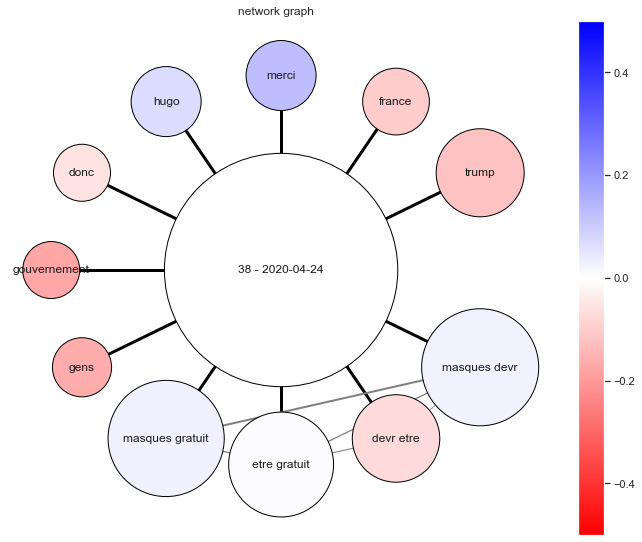 network graph
merci
hugo
france
donc
trump
gouvernement
38 - 2020-04-24
gens
masques devr
masques gratuit
etre gratuit
devr etre
0.4
0.2
0.0
−0.2
−0.4